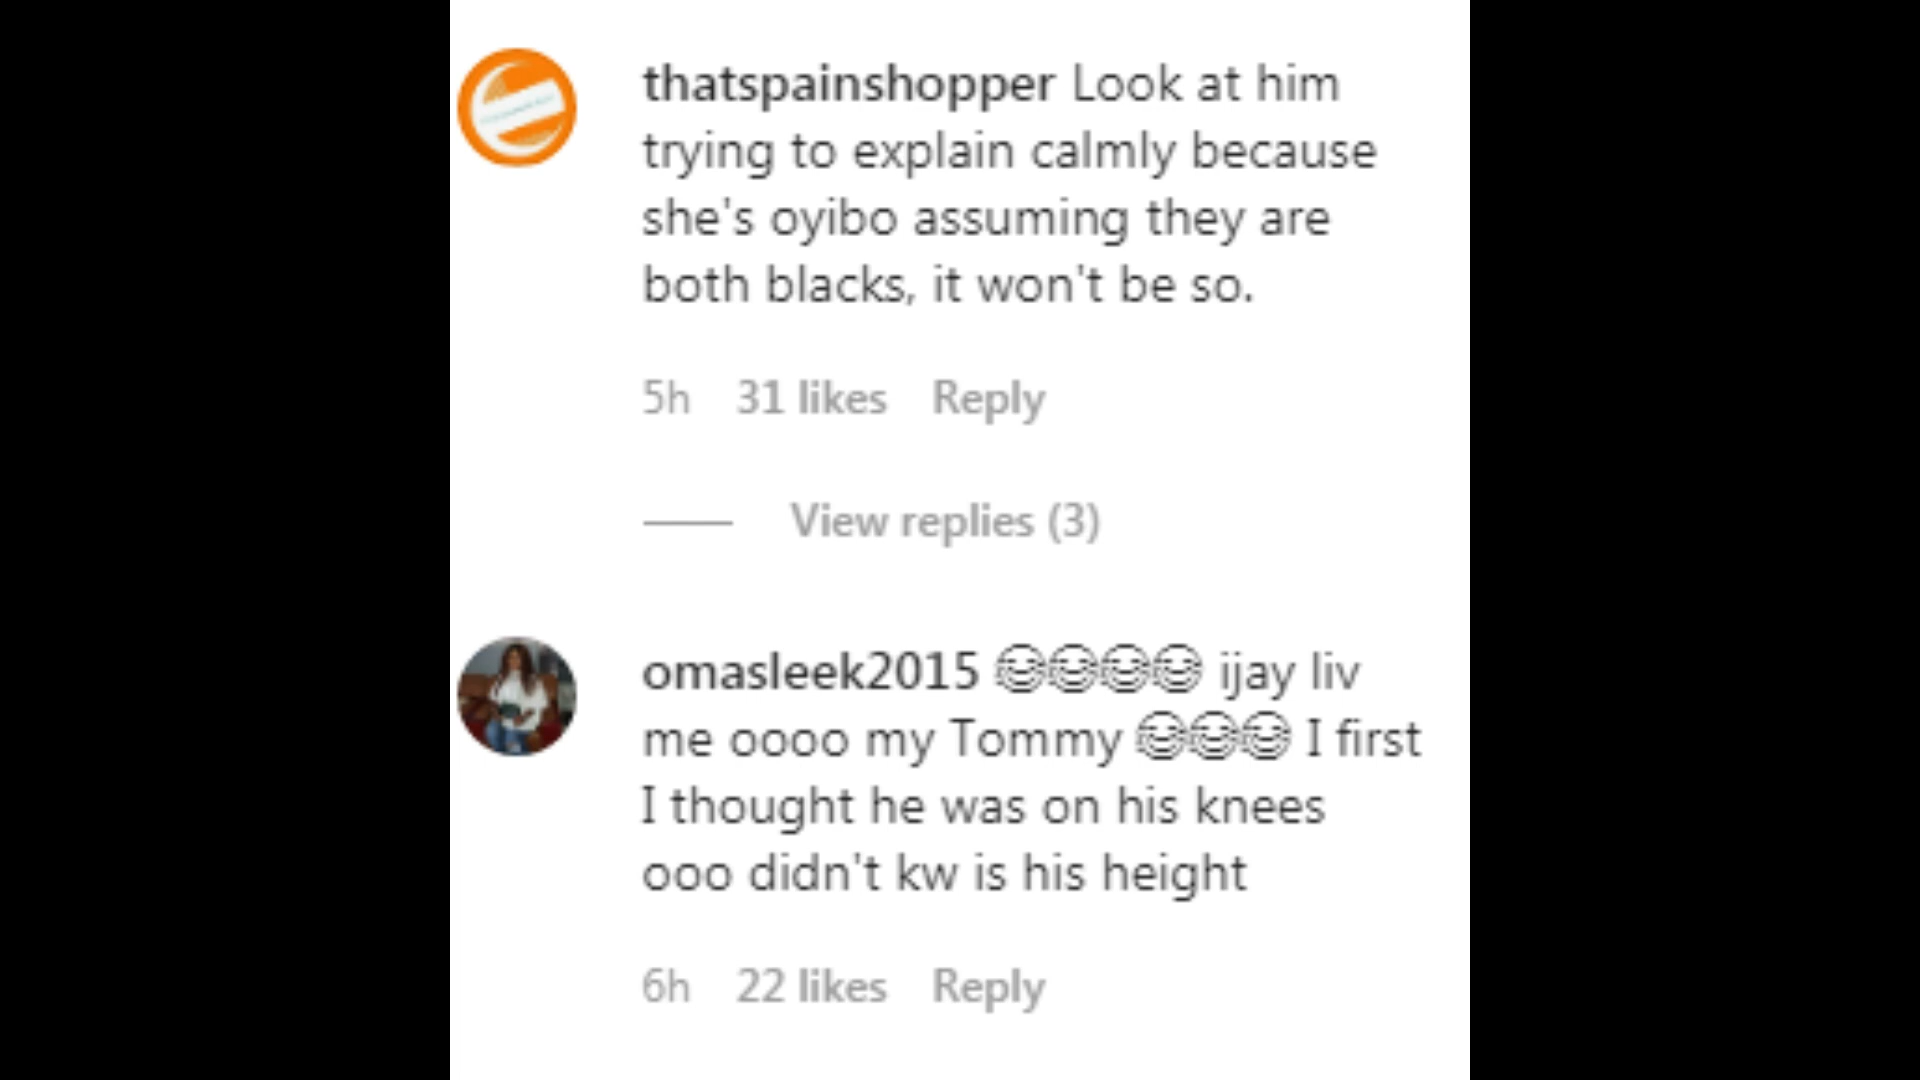 thatspainshopper Look at him
trying to explain calmly because
she's oyibo assuming they are
both blacks, it won't be so.
5h 31 likes Reply
View replies (3)
omasleek2015 😂😂😂😂 ijay liv
me oooo my Tommy 😂😂😂 I first
I thought he was on his knees
ooo didn't kw is his height
6h 22 likes Reply